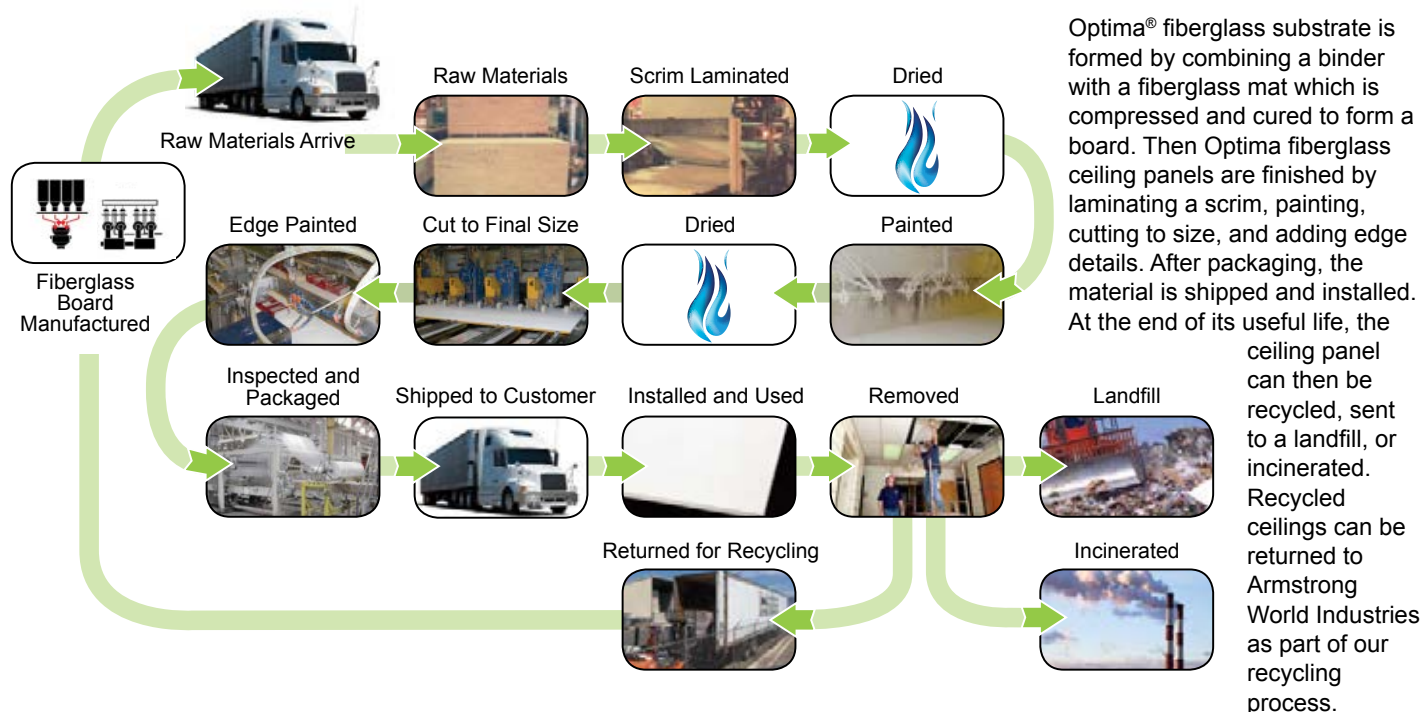 Raw Materials Arrive
Raw Materials
Scrim Laminated
Dried
Fiberglass
Board
Manufactured
Edge Painted
Cut to Final Size
Dried
Painted
Inspected and
Packaged
Shipped to Customer
Installed and Used
Removed
Landfill
Returned for Recycling
Incinerated
Optima® fiberglass substrate is
formed by combining a binder
with a fiberglass mat which is
compressed and cured to form a
board. Then Optima fiberglass
ceiling panels are finished by
laminating a scrim, painting,
cutting to size, and adding edge
details. After packaging, the
material is shipped and installed.
At the end of its useful life, the
ceiling panel
can then be
recycled, sent
to a landfill, or
incinerated.
Recycled
ceilings can be
returned to
Armstrong
World Industries
as part of our
recycling
process.